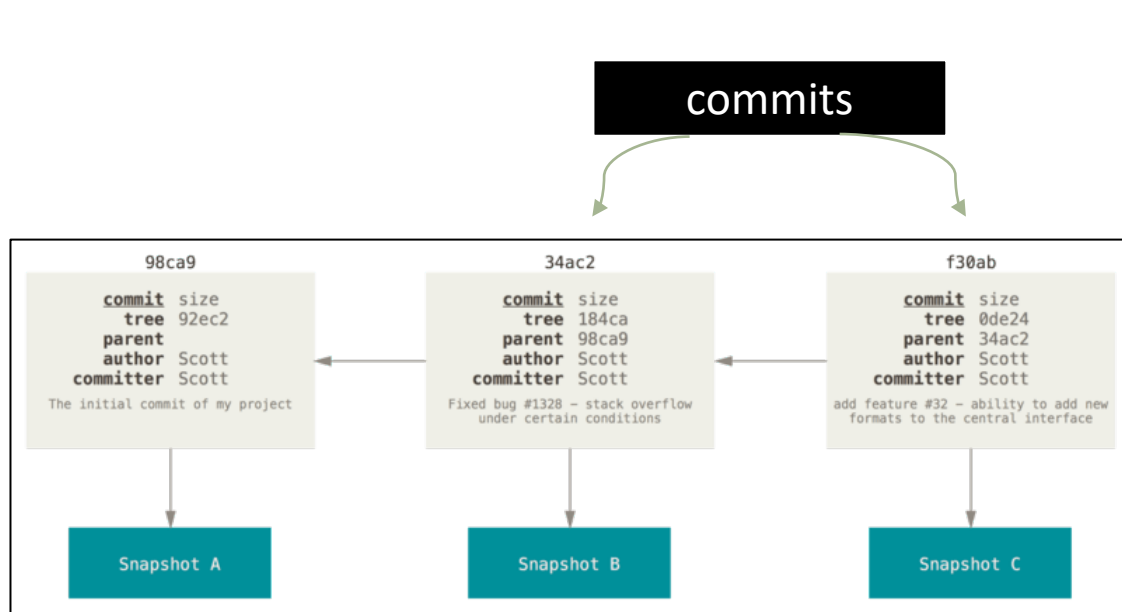 commits
98ca9
commit size
tree 92ec2
parent
author Scott
committer Scott
The initial commit of my project
Snapshot A
34ac2
commit size
tree 184ca
parent 98ca9
author Scott
committer Scott
Fixed bug #1328 – stack overflow
under certain conditions
Snapshot B
f30ab
commit size
tree 0de24
parent 34ac2
author Scott
committer Scott
add feature #32 – ability to add new
formats to the central interface
Snapshot C